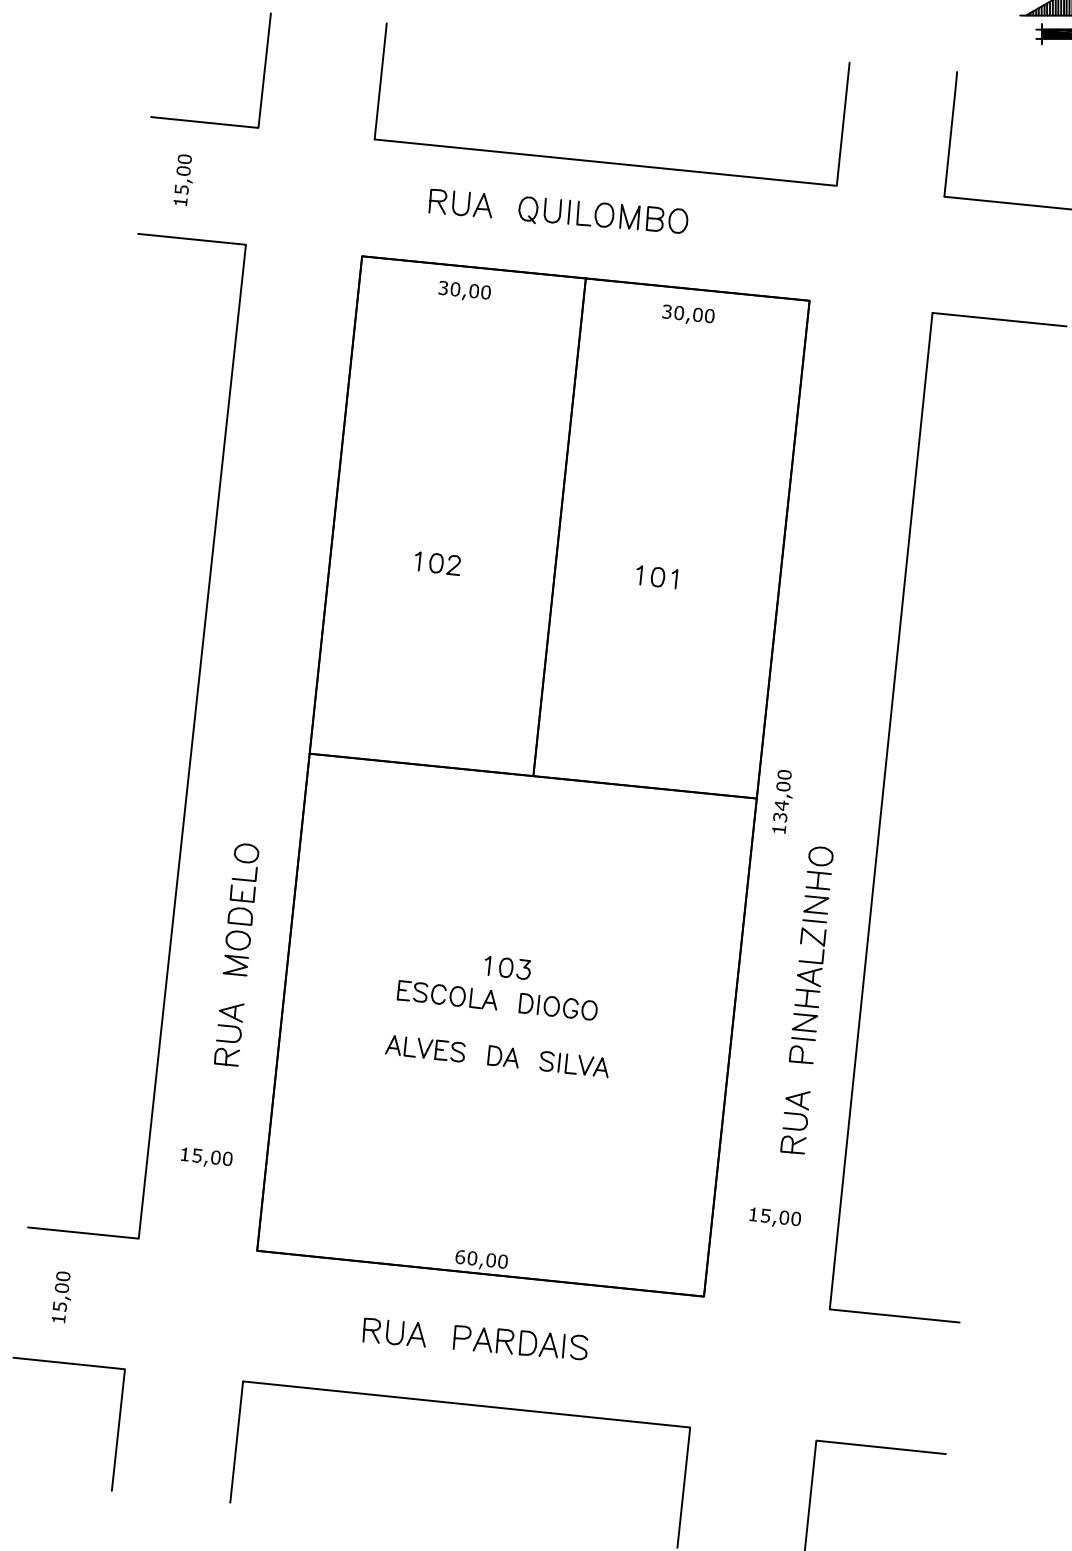 15,00
RUA QUILOMBO
30,00
30,00
102
101
134,00
RUA MODELO
RUA PINHALZINHO
103
ESCOLA DIOGO
ALVES DA SILVA
15,00
15,00
60,00
15,00
RUA PARDAIS